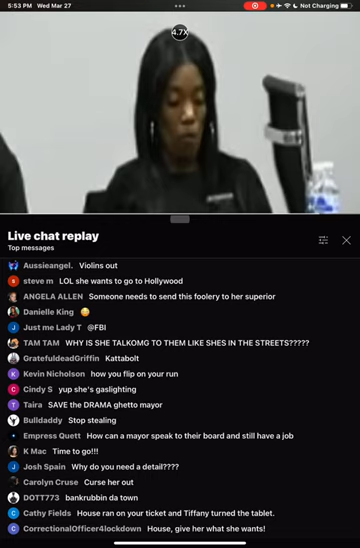 5:53 PM Wed Mar 27
Not Charging
4.7X
Live chat replay
Top messages
Aussieangel. Violins out
steve m LOL she wants to go to Hollywood
ANGELA ALLEN Someone needs to send this foolery to her superior
Danielle King 😳
Just me Lady T @FBI
TAM TAM WHY IS SHE TALKOMG TO THEM LIKE SHES IN THE STREETS?????
GratefuldeadGriffin Kattabolt
Kevin Nicholson how you flip on your run
Cindy S yup she's gaslighting
Taira SAVE the DRAMA ghetto mayor
Bulldaddy Stop stealing
Empress Quett How can a mayor speak to their board and still have a job
K Mac Time to go!!!
Josh Spain Why do you need a detail????
Carolyn Cruse Curse her out
DOTT773 bankrubbin da town
Cathy Fields House ran on your ticket and Tiffany turned the tablet.
CorrectionalOfficer4lockdown House, give her what she wants!